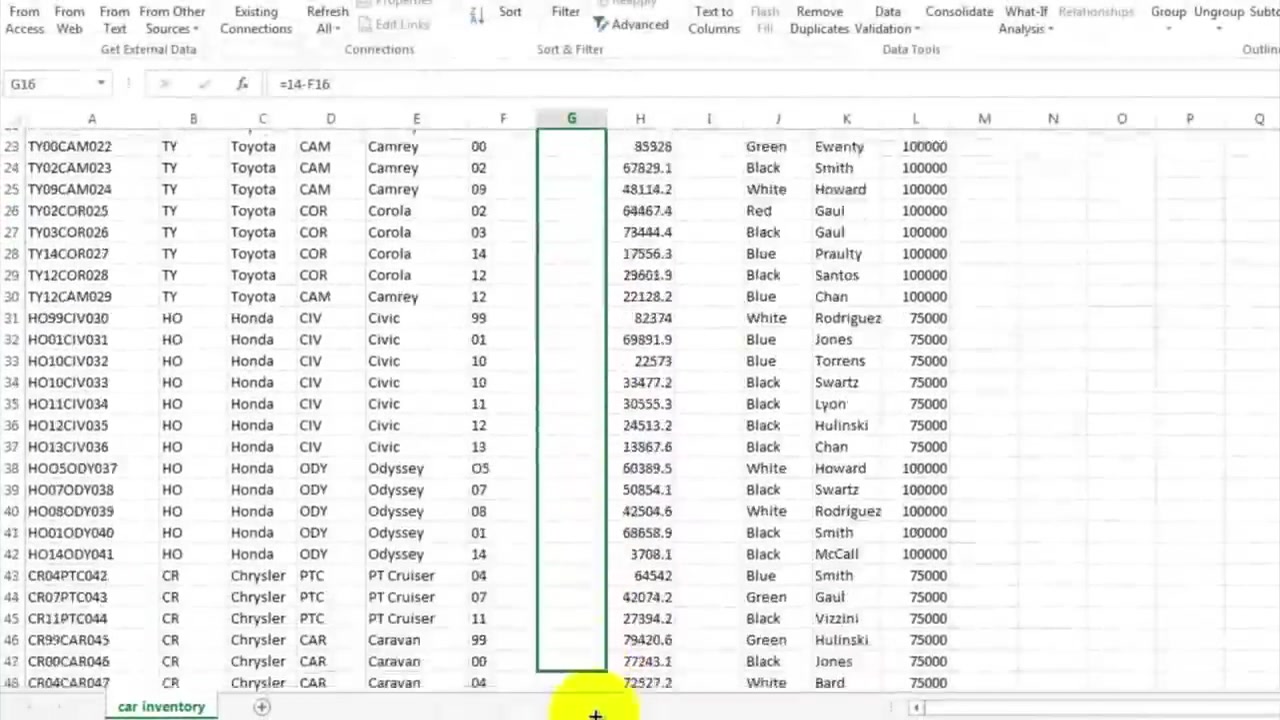 Properties
Reapply
From Access From Web From Text From Other Sources Existing Connections Refresh All Edit Links Sort Filter Advanced Text to Columns Flash Fill Remove Duplicates Data Validation Consolidate What-If Analysis Relationships Group Ungroup Subto
Get External Data Connections Sort & Filter Data Tools Outlin
G16 fx =14-F16
A B C D E F G H I J K L M N O P Q
23 TY00CAM022 TY Toyota CAM Camrey 00 85928 Green Ewenty 100000
24 TY02CAM023 TY Toyota CAM Camrey 02 67829.1 Black Smith 100000
25 TY09CAM024 TY Toyota CAM Camrey 09 48114.2 White Howard 100000
26 TY02COR025 TY Toyota COR Corola 02 64467.4 Red Gaul 100000
27 TY03COR026 TY Toyota COR Corola 03 73444.4 Black Gaul 100000
28 TY14COR027 TY Toyota COR Corola 14 17556.3 Blue Praulty 100000
29 TY12COR028 TY Toyota COR Corola 12 29601.9 Black Santos 100000
30 TY12CAM029 TY Toyota CAM Camrey 12 22128.2 Blue Chan 100000
31 HO99CIV030 HO Honda CIV Civic 99 82374 White Rodriguez 75000
32 HO01CIV031 HO Honda CIV Civic 01 69891.9 Blue Jones 75000
33 HO10CIV032 HO Honda CIV Civic 10 22573 Blue Torrens 75000
34 HO10CIV033 HO Honda CIV Civic 10 33477.2 Black Swartz 75000
35 HO11CIV034 HO Honda CIV Civic 11 30555.3 Black Lyon 75000
36 HO12CIV035 HO Honda CIV Civic 12 24513.2 Black Hulinski 75000
37 HO13CIV036 HO Honda CIV Civic 13 13867.6 Black Chan 75000
38 HOO5ODY037 HO Honda ODY Odyssey O5 60389.5 White Howard 100000
39 HO07ODY038 HO Honda ODY Odyssey 07 50854.1 Black Swartz 100000
40 HO08ODY039 HO Honda ODY Odyssey 08 42504.6 White Rodriguez 100000
41 HO01ODY040 HO Honda ODY Odyssey 01 68658.9 Black Smith 100000
42 HO14ODY041 HO Honda ODY Odyssey 14 3708.1 Black McCall 100000
43 CR04PTC042 CR Chrysler PTC PT Cruiser 04 64542 Blue Smith 75000
44 CR07PTC043 CR Chrysler PTC PT Cruiser 07 42074.2 Green Gaul 75000
45 CR11PTC044 CR Chrysler PTC PT Cruiser 11 27394.2 Black Vizzini 75000
46 CR99CAR045 CR Chrysler CAR Caravan 99 79420.6 Green Hulinski 75000
47 CR00CAR046 CR Chrysler CAR Caravan 00 77243.1 Black Jones 75000
48 CR04CAR047 CR Chrysler CAR Caravan 04 72527.2 White Bard 75000
car inventory